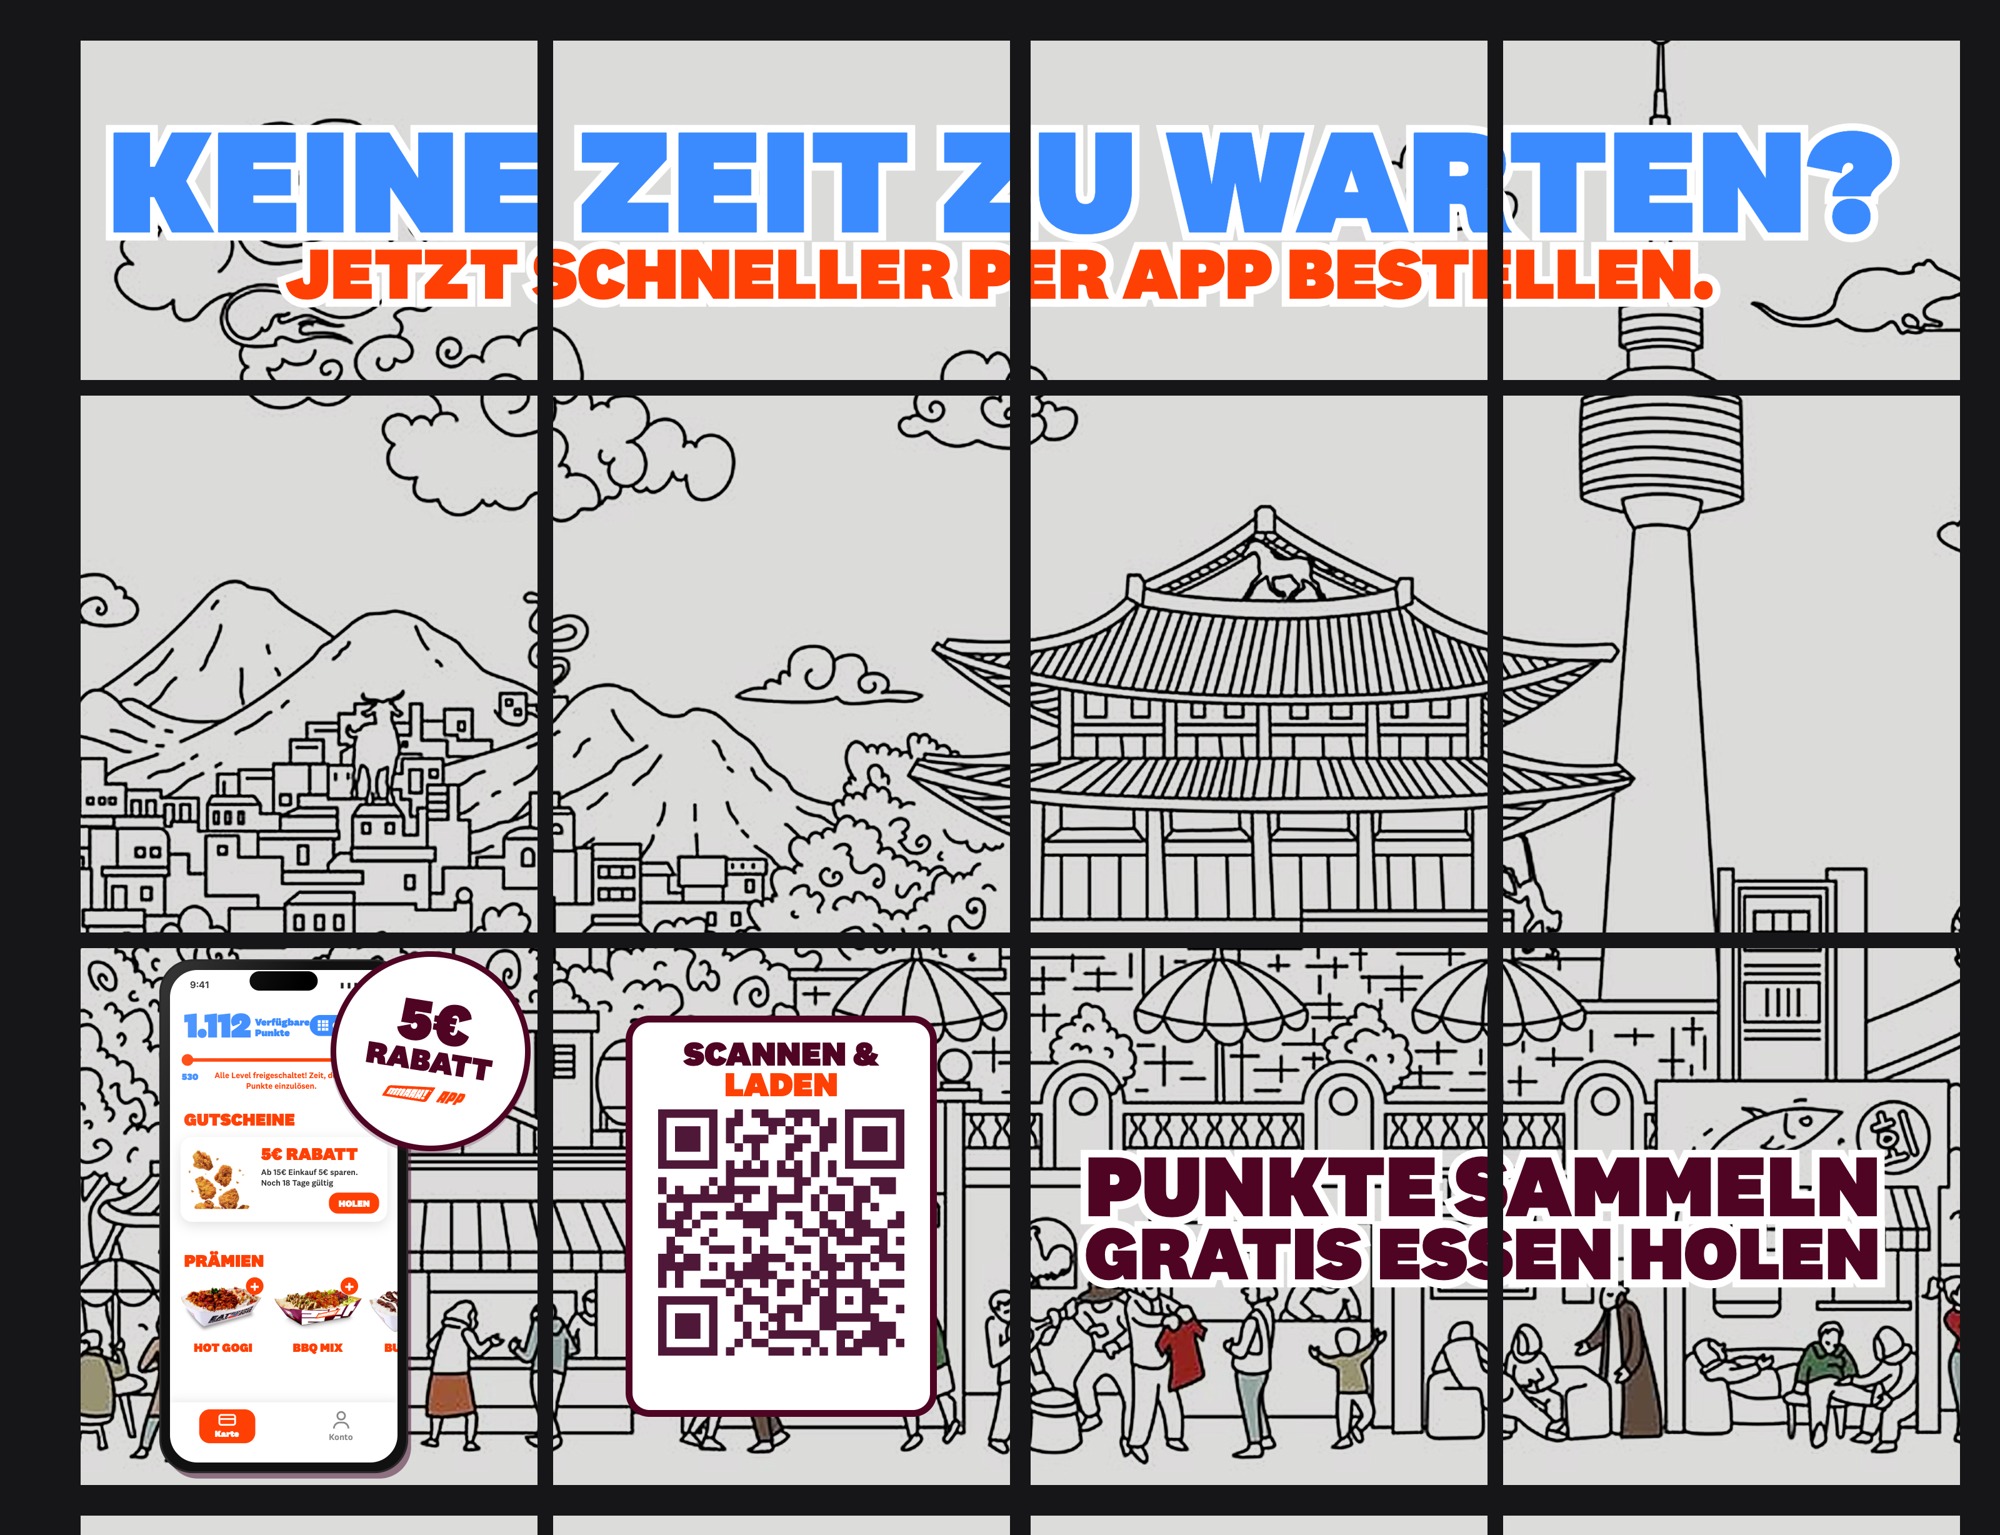 KEINE ZEIT ZU WARTEN?
JETZT SCHNELLER PER APP BESTELLEN.
9:41
1.112 Verfügbare
Punkte
530
Alle Level freigeschaltet! Zeit,
Punkte einzulösen.
5€
RABATT
APP
GUTSCHEINE
5€ RABATT
Ab 15€ Einkauf 5€ sparen.
Noch 18 Tage gültig
HOLEN
PRÄMIEN
HOT GOGI
BBQ MIX
BU
Karte
Konto
SCANNEN &
LADEN
회
PUNKTE SAMMELN
GRATIS ESSEN HOLEN